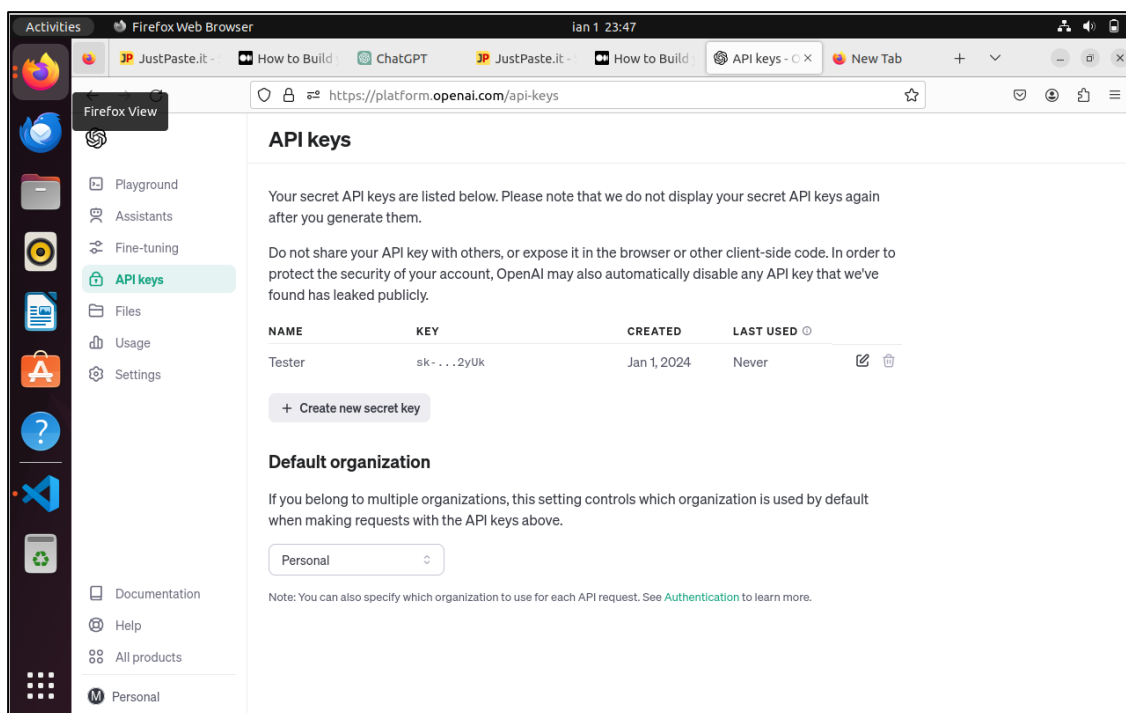 Activities
Firefox Web Browser
ian 1 23:47
JP JustPaste.it -
How to Build
ChatGPT
JP JustPaste.it -
How to Build
API keys - O
New Tab
https://platform.openai.com/api-keys
Firefox View
API keys
Playground
Assistants
Fine-tuning
API keys
Files
Usage
Settings
Your secret API keys are listed below. Please note that we do not display your secret API keys again
after you generate them.
Do not share your API key with others, or expose it in the browser or other client-side code. In order to
protect the security of your account, OpenAI may also automatically disable any API key that we've
found has leaked publicly.
NAME KEY CREATED LAST USED
Tester sk-...2yUk Jan 1, 2024 Never
+ Create new secret key
Default organization
If you belong to multiple organizations, this setting controls which organization is used by default
when making requests with the API keys above.
Personal
Note: You can also specify which organization to use for each API request. See Authentication to learn more.
Documentation
Help
All products
M Personal